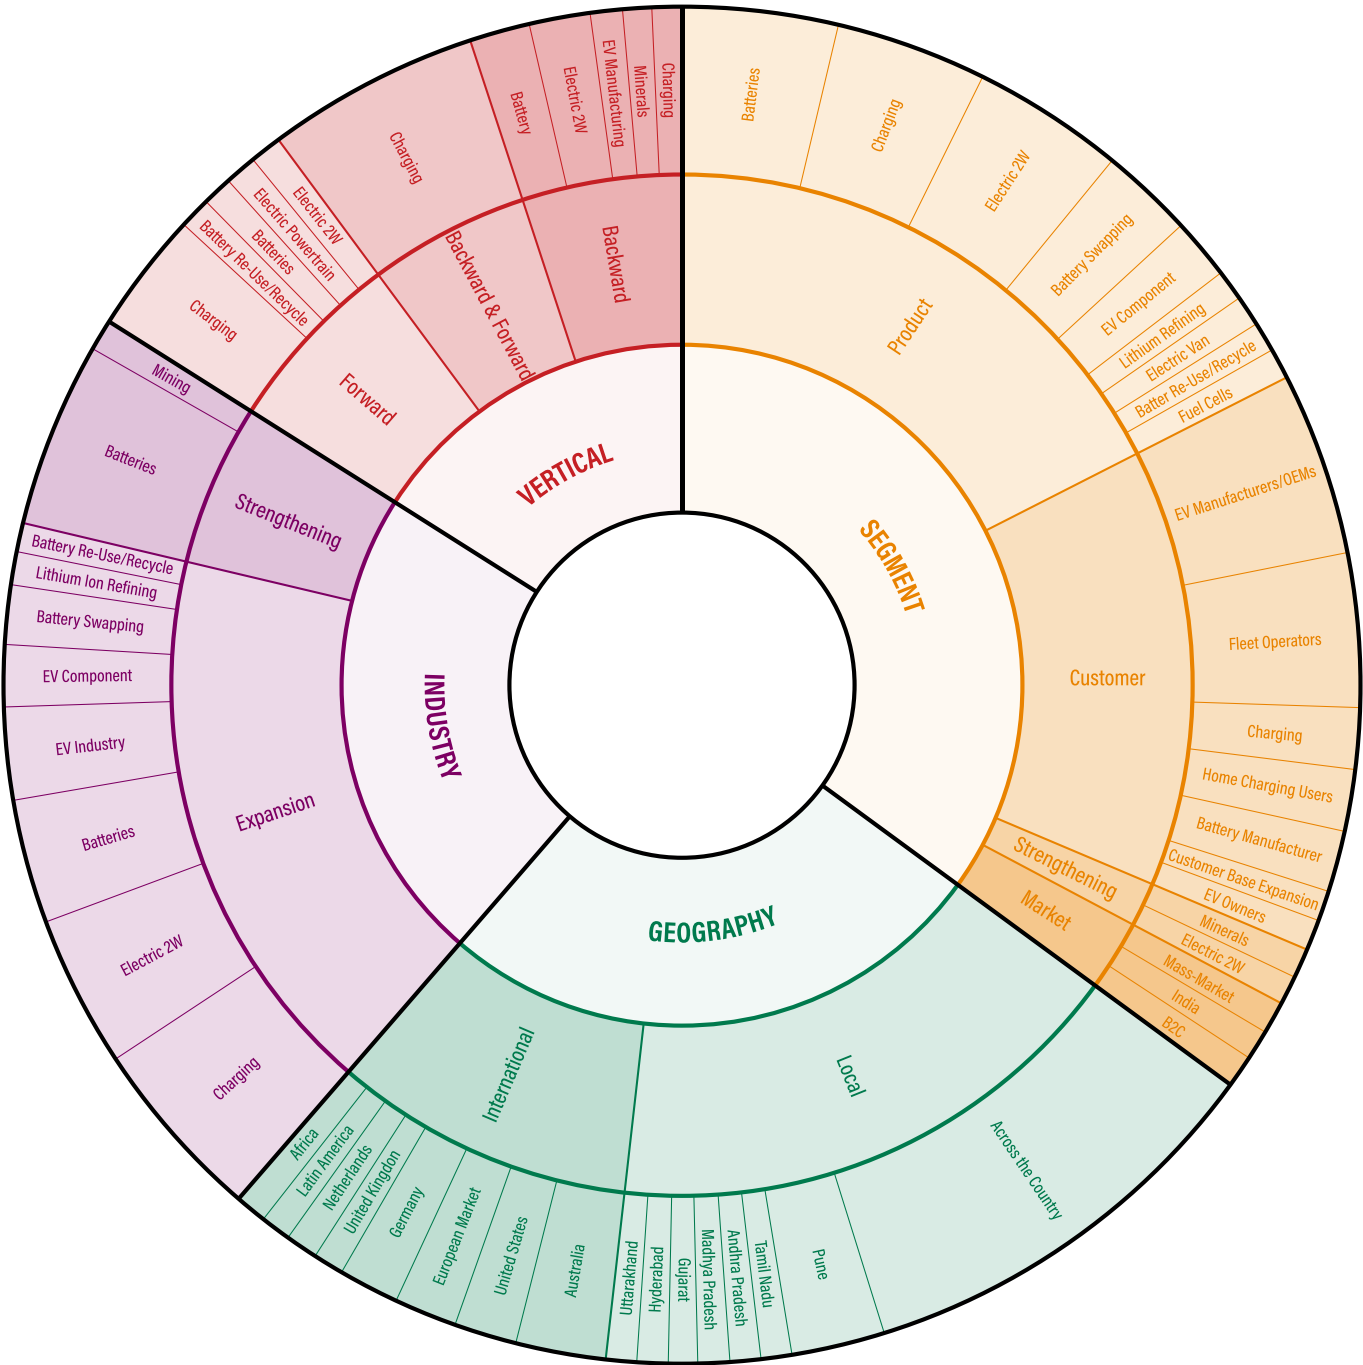 SEGMENT
Product
Batteries
Charging
Electric 2W
Battery Swapping
EV Component
Lithium Refining
Electric Van
Batter Re-Use/Recycle
Fuel Cells
Customer
EV Manufacturers/OEMs
Fleet Operators
Charging
Home Charging Users
Battery Manufacturer
Customer Base Expansion
EV Owners
Strengthening
Minerals
Electric 2W
Market
Mass-Market
India
B2C
GEOGRAPHY
Local
Across the Country
Pune
Tamil Nadu
Andhra Pradesh
Madhya Pradesh
Gujarat
Hyderabad
Uttarakhand
International
Australia
United States
European Market
Germany
United Kingdon
Netherlands
Latin America
Africa
INDUSTRY
Expansion
Charging
Electric 2W
Batteries
EV Industry
EV Component
Battery Swapping
Lithium Ion Refining
Battery Re-Use/Recycle
Strengthening
Batteries
Mining
VERTICAL
Forward
Charging
Battery Re-Use/Recycle
Batteries
Electric Powertrain
Electric 2W
Backward & Forward
Charging
Backward
Battery
Electric 2W
EV Manufacturing
Minerals
Charging